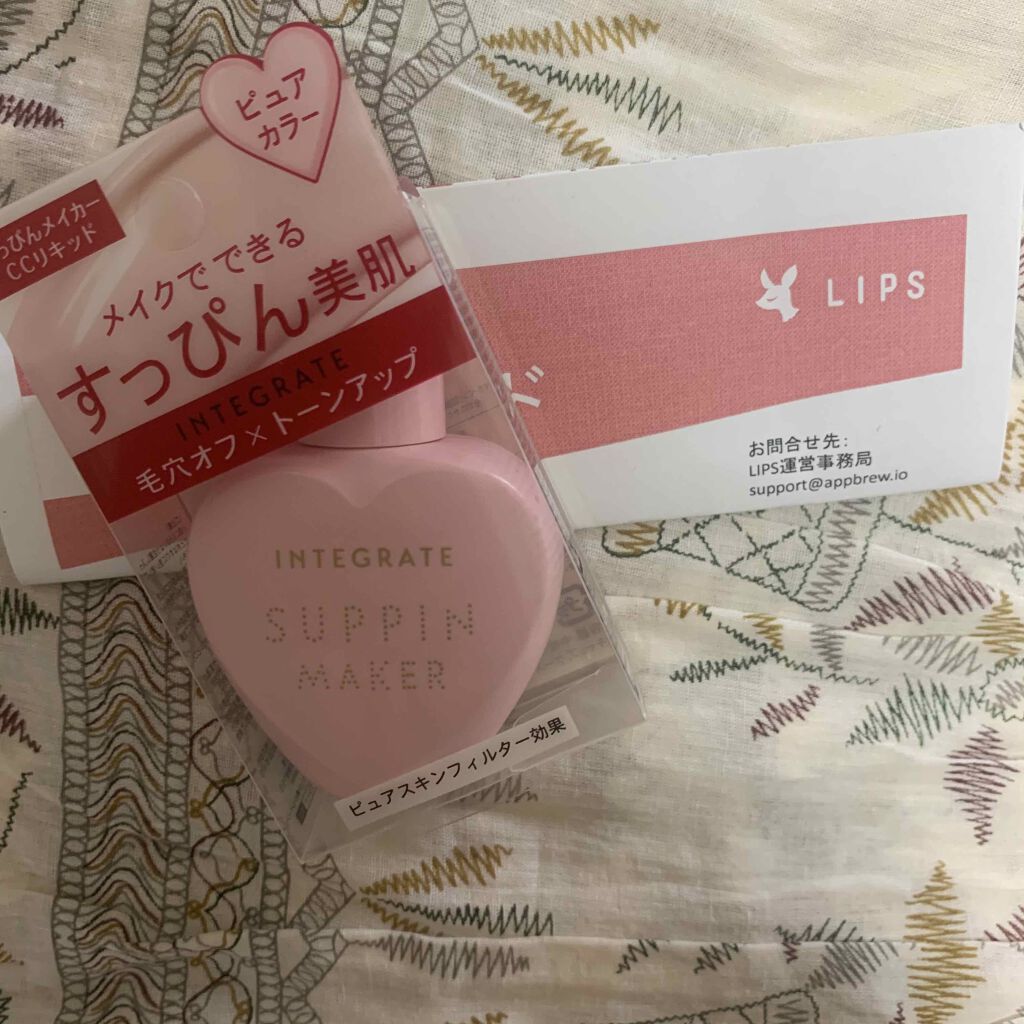 ピュア
カラー
っぴんメイカー
CCリキッド
メイクでできる
すっぴん美肌
INTEGRATE
毛穴オフ×トーンアップ
INTEGRATE
SUPPIN
MAKER
ピュアスキンフィルター効果
LIPS
お問合せ先：
LIPS運営事務局
support@appbrew.io